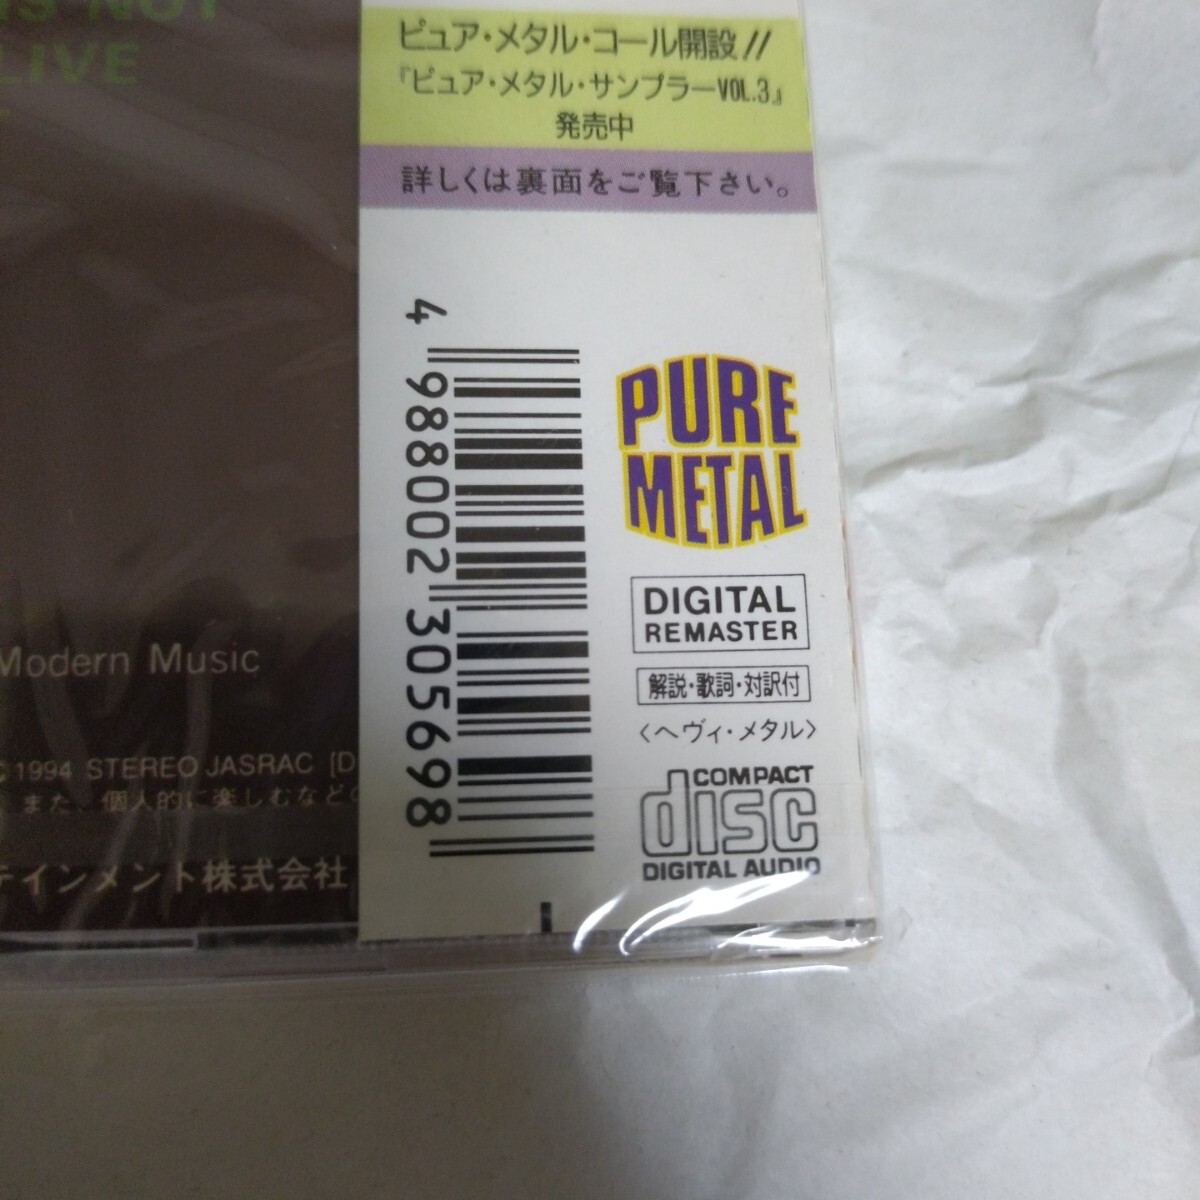 IS NOT
LIVE
ピュア・メタル・コール開設!!
『ピュア・メタル・サンプラーVOL.3』
発売中
詳しくは裏面をご覧下さい。
4 988002 305698
PURE
METAL
DIGITAL
REMASTER
解説・歌詞・対訳付
〈ヘヴィ・メタル〉
COMPACT
disc
DIGITAL AUDIO
Modern Music
C 1994 STEREO JASRAC [D
また、個人的に楽しむなどの
テインメント株式会社